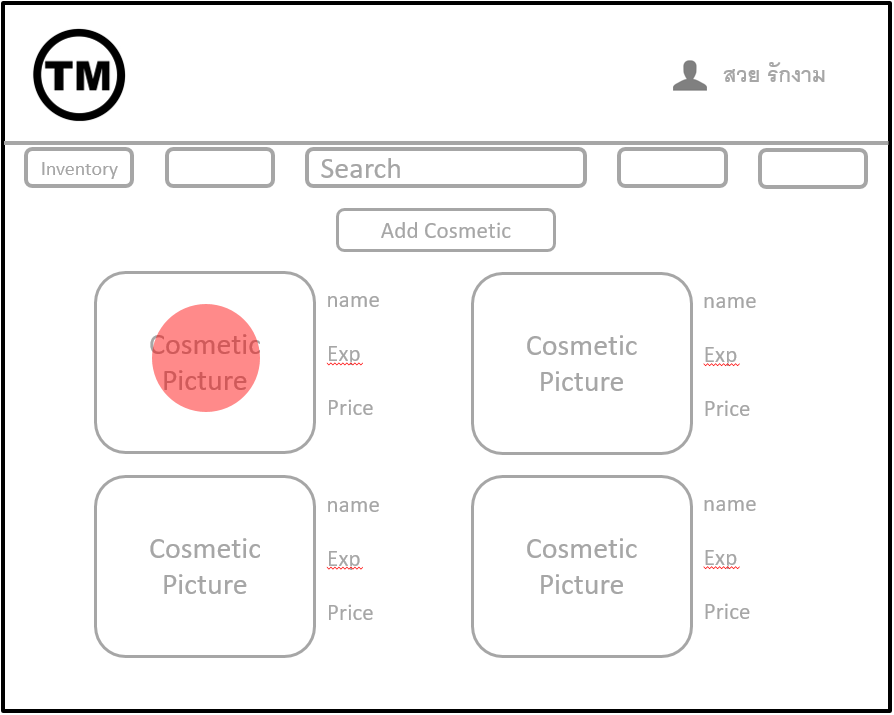 TM
สวย รักงาม
Inventory
Search
Add Cosmetic
Cosmetic
Picture
name
Exp
Price
Cosmetic
Picture
name
Exp
Price
Cosmetic
Picture
name
Exp
Price
Cosmetic
Picture
name
Exp
Price